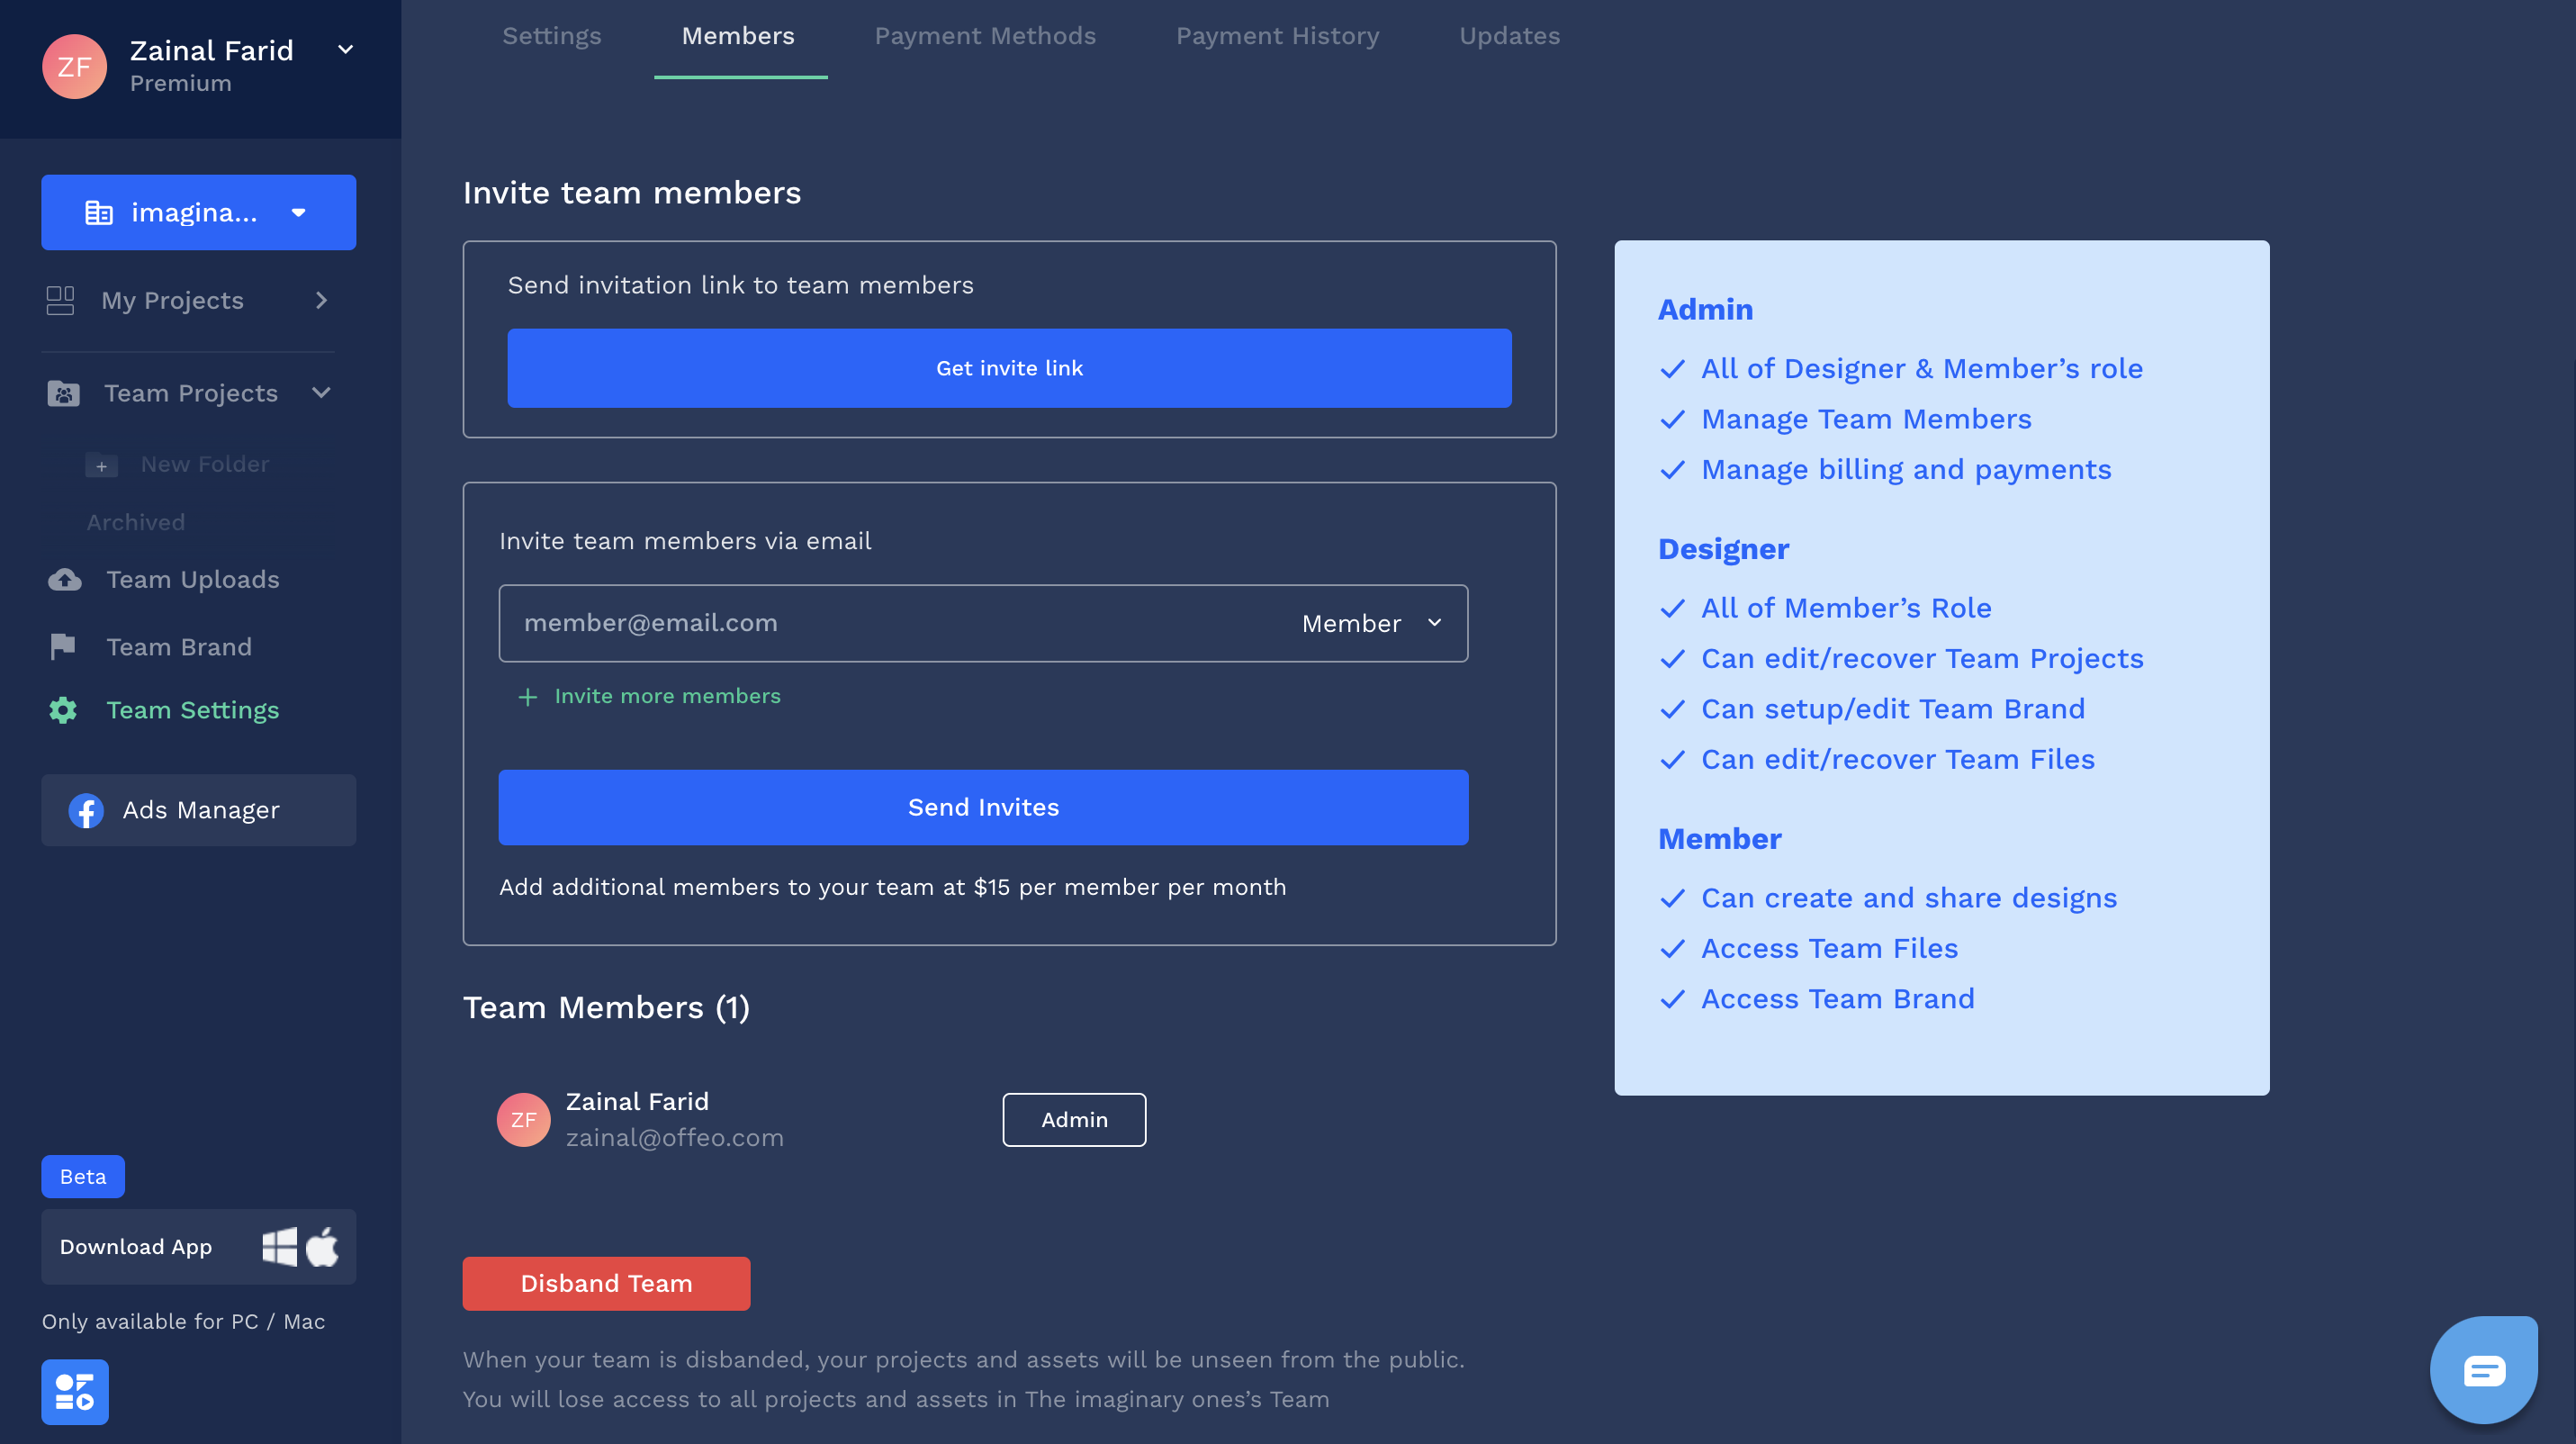 ZF
Zainal Farid
Premium
imagina...
My Projects
Team Projects
New Folder
Archived
Team Uploads
Team Brand
Team Settings
Ads Manager
Beta
Download App
Only available for PC / Mac
Settings
Members
Payment Methods
Payment History
Updates
Invite team members
Send invitation link to team members
Get invite link
Invite team members via email
member@email.com
Member
Invite more members
Send Invites
Add additional members to your team at $15 per member per month
Team Members (1)
ZF
Zainal Farid
zainal@offeo.com
Admin
Disband Team
When your team is disbanded, your projects and assets will be unseen from the public.
You will lose access to all projects and assets in The imaginary ones’s Team
Admin
All of Designer & Member’s role
Manage Team Members
Manage billing and payments
Designer
All of Member’s Role
Can edit/recover Team Projects
Can setup/edit Team Brand
Can edit/recover Team Files
Member
Can create and share designs
Access Team Files
Access Team Brand